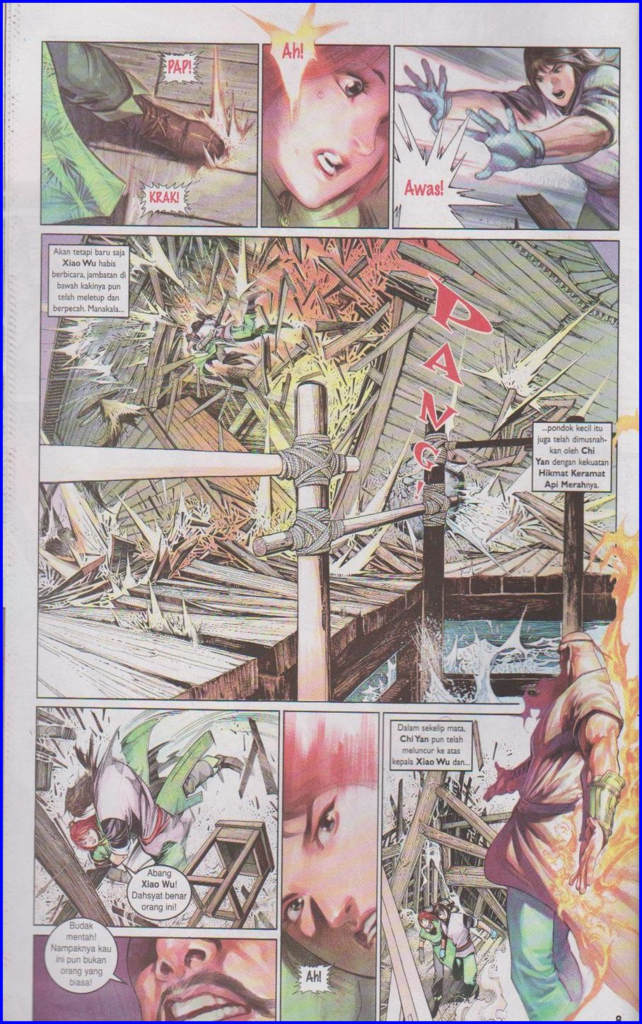 PAP!
KRAK!
Ah!
Awas!
Akan tetapi baru saja
Xiao Wu habis
berbicara, jambatan di
bawah kakinya pun
telah meletup dan
berpecah. Manakala...
PANG!
...pondok kecil itu
juga telah dimusnah-
kan oleh Chi
Yan dengan kekuatan
Hikmat Keramat
Api Merahnya.
Abang
Xiao Wu!
Dahsyat benar
orang ini!
Ah!
Dalam sekelip mata,
Chi Yan pun telah
meluncur ke atas
kepala Xiao Wu dan...
Budak
mentah!
Nampaknya kau
ini pun bukan
orang yang
biasa!
8